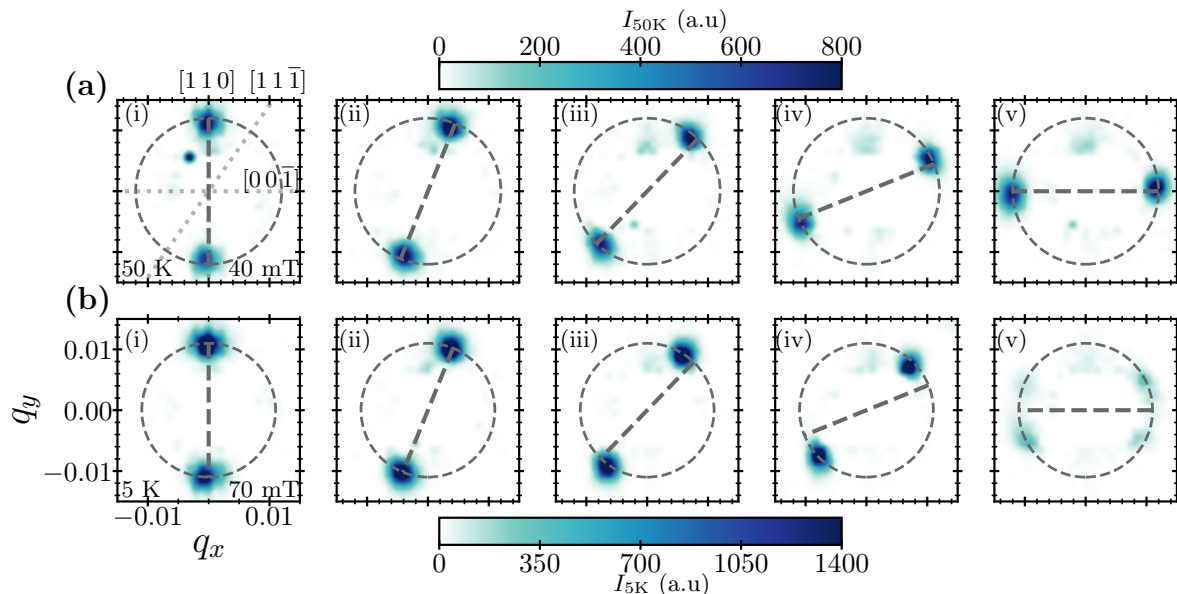 I50K (a.u)
0 200 400 600 800
(a) [1 1 0] [1 1 1̅]
(i) (ii) (iii) (iv) (v)
[0 0 1̅]
50 K 40 mT
(b)
(i) (ii) (iii) (iv) (v)
0.01
0.00
qy
−0.01
5 K 70 mT
−0.01 0.01
qx
0 350 700 1050 1400
I5K (a.u)